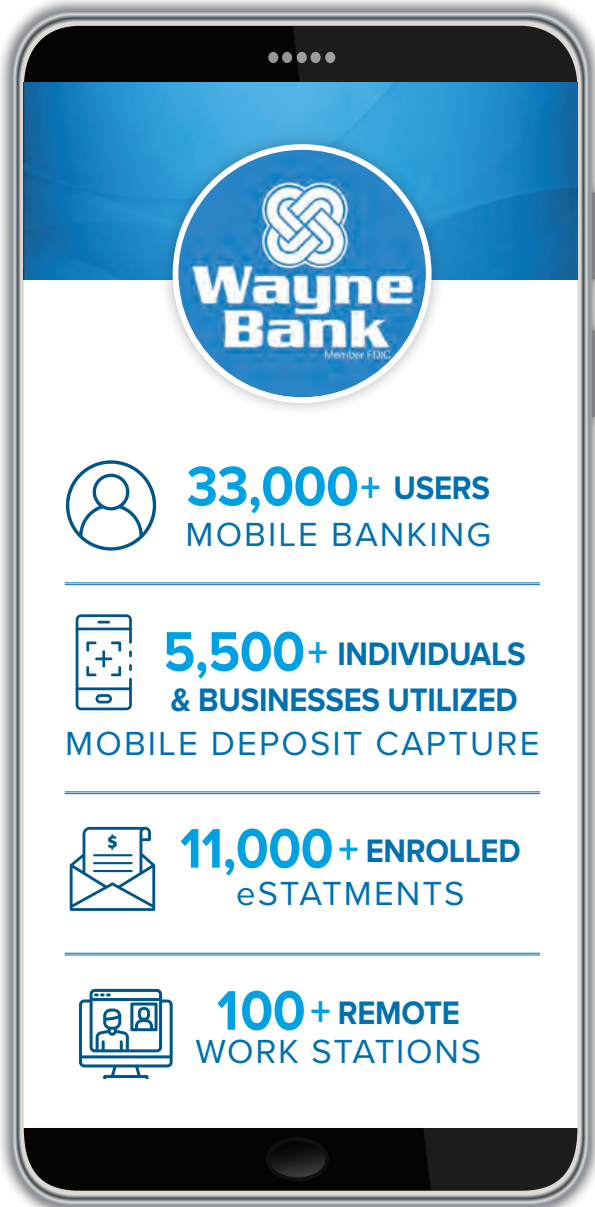 Wayne
Bank
Member FDIC
33,000+ USERS
MOBILE BANKING
5,500+ INDIVIDUALS
& BUSINESSES UTILIZED
MOBILE DEPOSIT CAPTURE
$
11,000+ ENROLLED
eSTATMENTS
100+ REMOTE
WORK STATIONS